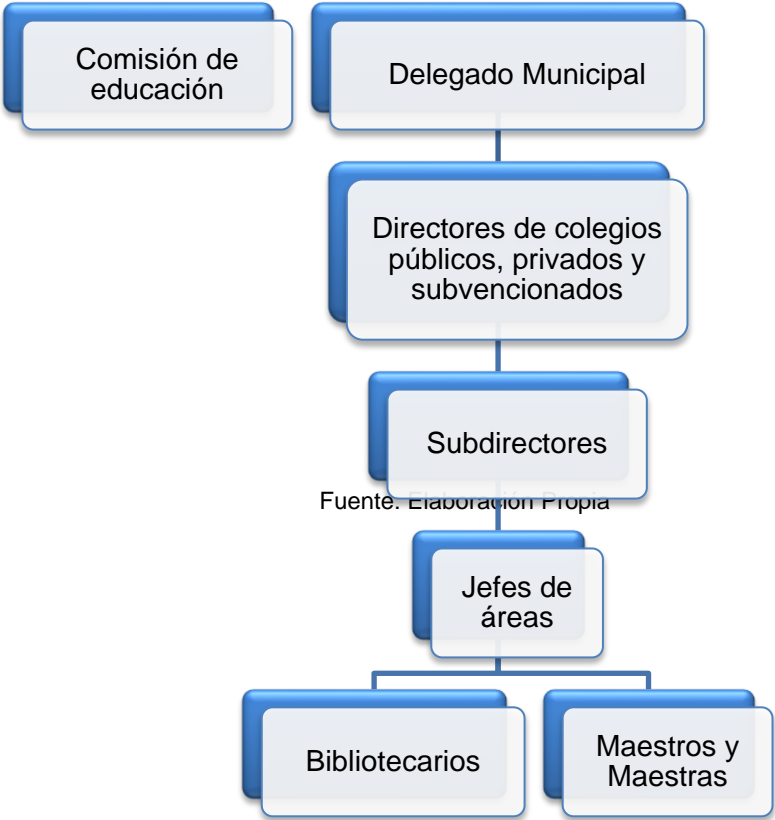 Comisión de
educación
Delegado Municipal
Directores de colegios
públicos, privados y
subvencionados
Subdirectores
Fuente: Elaboración Propia
Jefes de
áreas
Bibliotecarios
Maestros y
Maestras